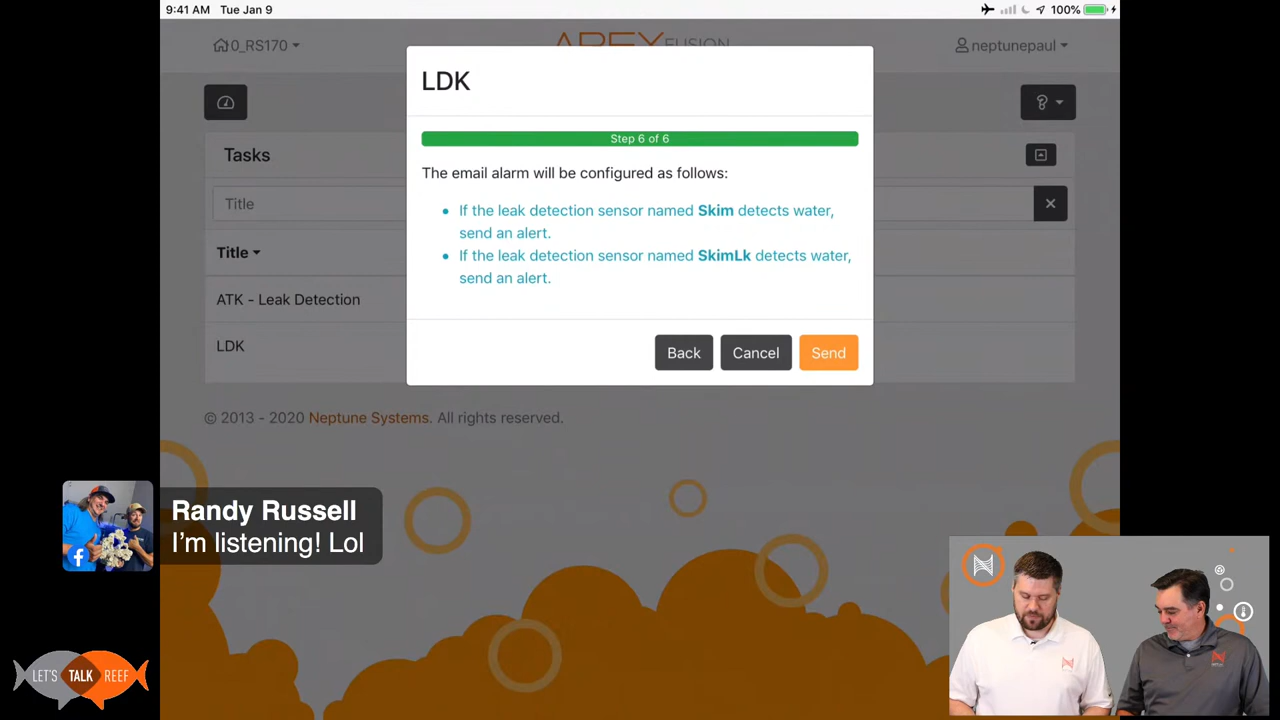 9:41 AM Tue Jan 9
100%
0_RS170
APEX FUSION
neptunepaul
LDK
Step 6 of 6
Tasks
The email alarm will be configured as follows:
Title
If the leak detection sensor named Skim detects water,
send an alert.
Title
If the leak detection sensor named SkimLk detects water,
send an alert.
ATK - Leak Detection
LDK
Back
Cancel
Send
© 2013 - 2020 Neptune Systems. All rights reserved.
Randy Russell
I'm listening! Lol
LET'S TALK REEF